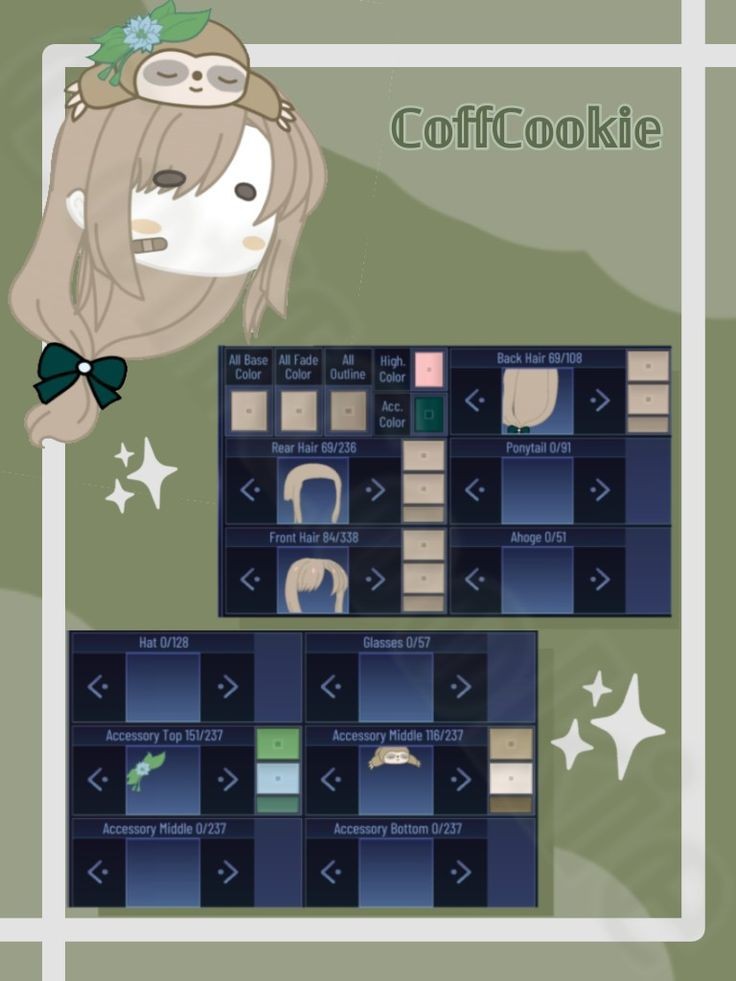 CoffCookie
All Base
Color
All Fade
Color
All
Outline
High.
Color
Acc.
Color
Back Hair 69/108
Rear Hair 69/236
Ponytail 0/91
Front Hair 84/338
Ahoge 0/51
Hat 0/128
Glasses 0/57
Accessory Top 151/237
Accessory Middle 116/237
Accessory Middle 0/237
Accessory Bottom 0/237